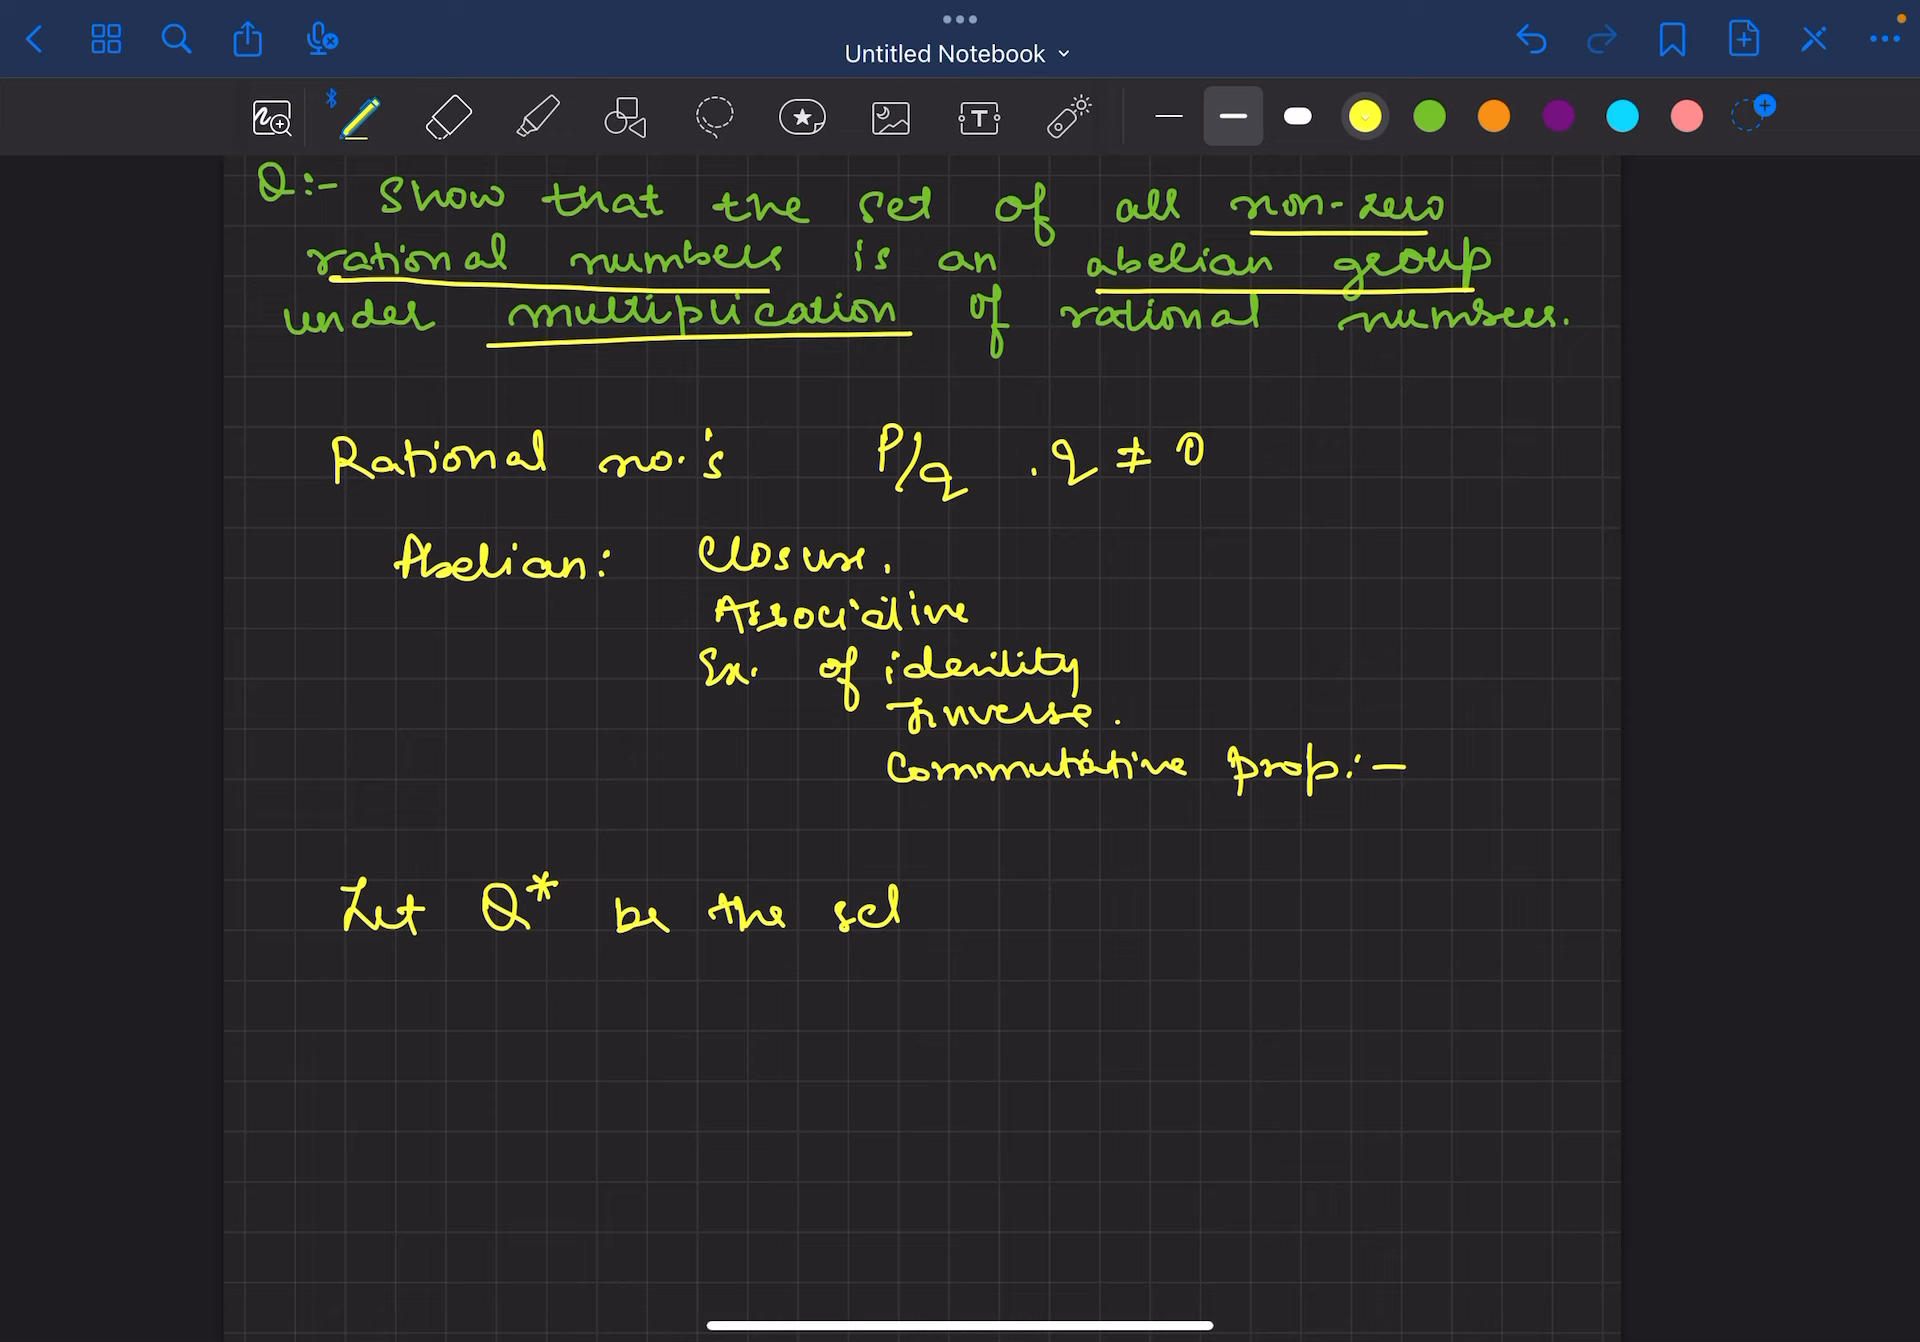 Untitled Notebook
Q:- Show that the set of all non-zero
rational numbers is an abelian group
under multiplication of rational numbers.
Rational no.'s P/q . q ≠ 0
Abelian: Closure.
Associative
Ex. of identity
Inverse.
Commutative prop:-
Let Q* be the set